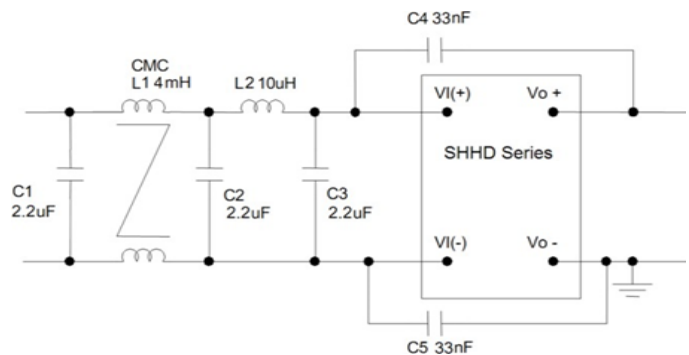 C4 33nF
CMC
L1 4mH
L2 10uH
VI(+)
Vo +
SHHD Series
C1
2.2uF
C2
2.2uF
C3
2.2uF
VI(-)
Vo -
C5 33nF